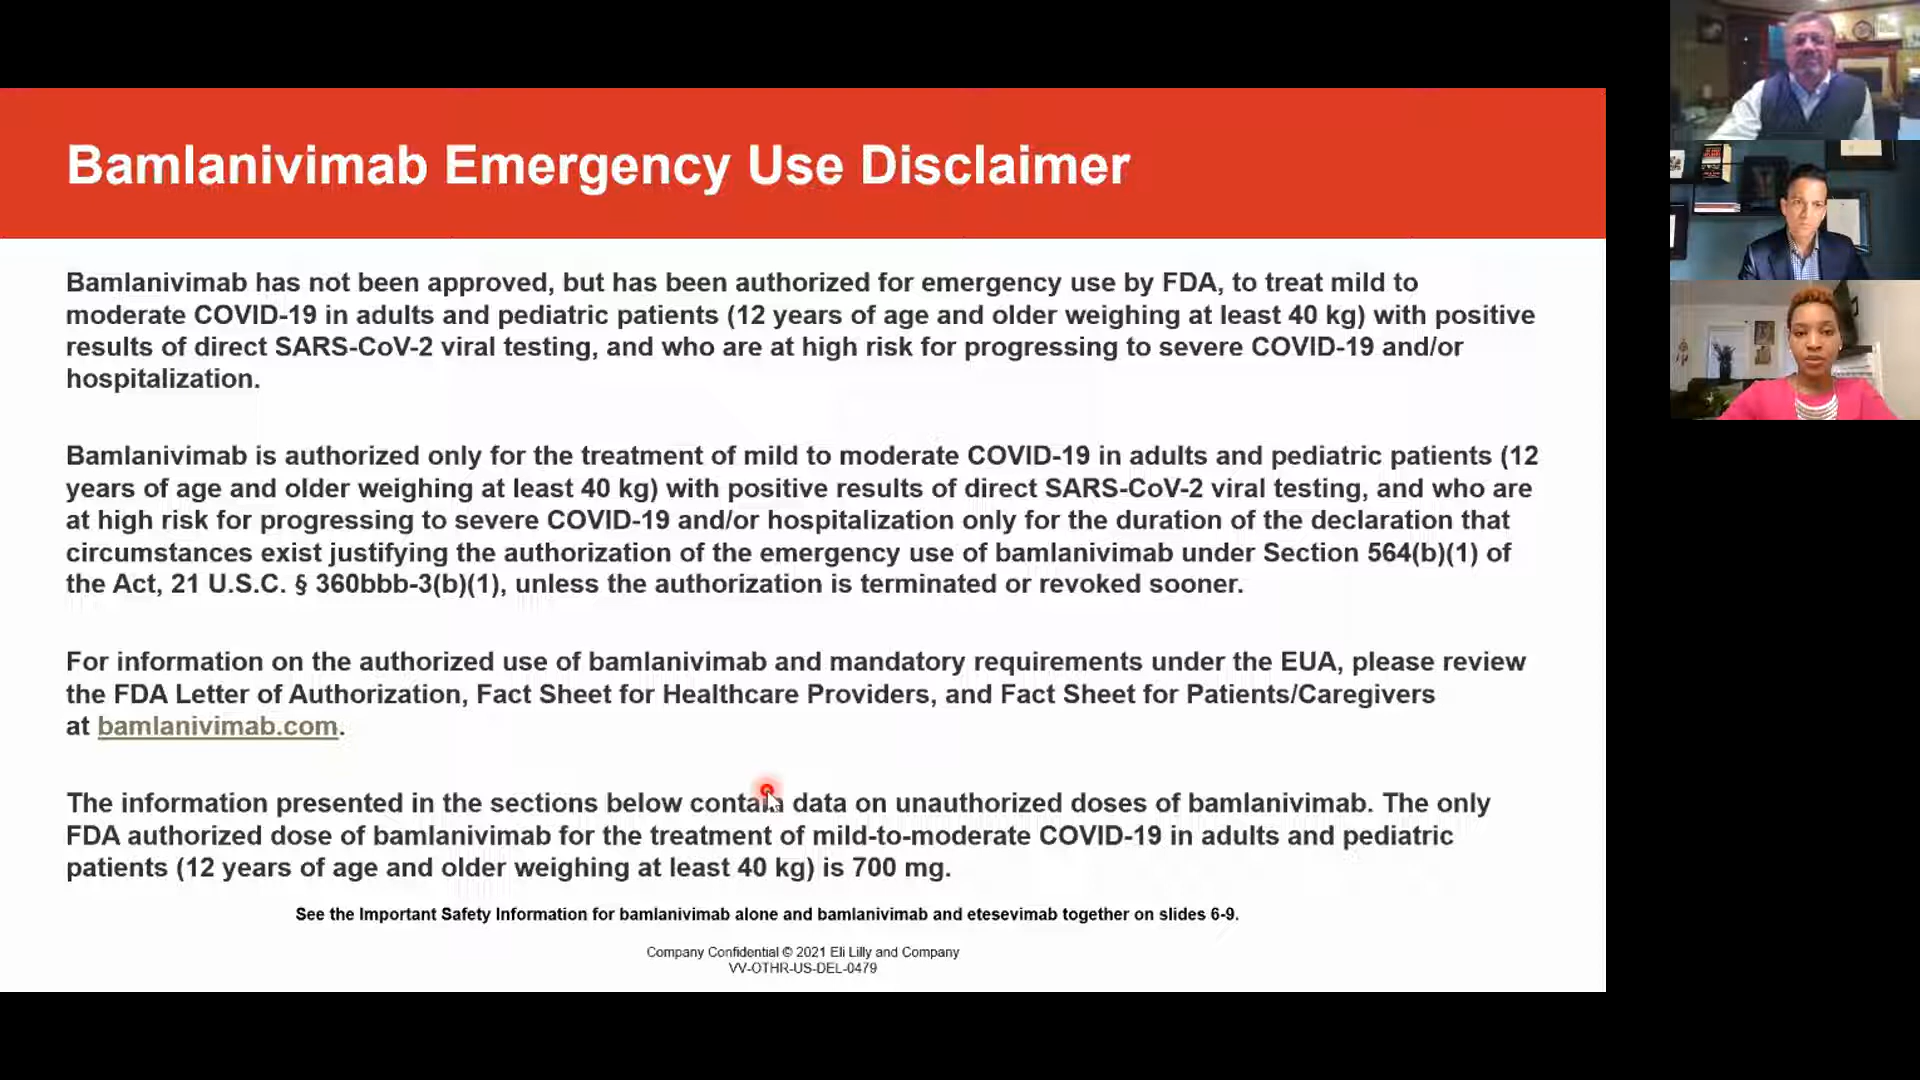 Bamlanivimab Emergency Use Disclaimer
Bamlanivimab has not been approved, but has been authorized for emergency use by FDA, to treat mild to
moderate COVID-19 in adults and pediatric patients (12 years of age and older weighing at least 40 kg) with positive
results of direct SARS-CoV-2 viral testing, and who are at high risk for progressing to severe COVID-19 and/or
hospitalization.
Bamlanivimab is authorized only for the treatment of mild to moderate COVID-19 in adults and pediatric patients (12
years of age and older weighing at least 40 kg) with positive results of direct SARS-CoV-2 viral testing, and who are
at high risk for progressing to severe COVID-19 and/or hospitalization only for the duration of the declaration that
circumstances exist justifying the authorization of the emergency use of bamlanivimab under Section 564(b)(1) of
the Act, 21 U.S.C. § 360bbb-3(b)(1), unless the authorization is terminated or revoked sooner.
For information on the authorized use of bamlanivimab and mandatory requirements under the EUA, please review
the FDA Letter of Authorization, Fact Sheet for Healthcare Providers, and Fact Sheet for Patients/Caregivers
at bamlanivimab.com.
The information presented in the sections below contain data on unauthorized doses of bamlanivimab. The only
FDA authorized dose of bamlanivimab for the treatment of mild-to-moderate COVID-19 in adults and pediatric
patients (12 years of age and older weighing at least 40 kg) is 700 mg.
See the Important Safety Information for bamlanivimab alone and bamlanivimab and etesevimab together on slides 6-9.
Company Confidential © 2021 Eli Lilly and Company
VV-OTHR-US-DEL-0479